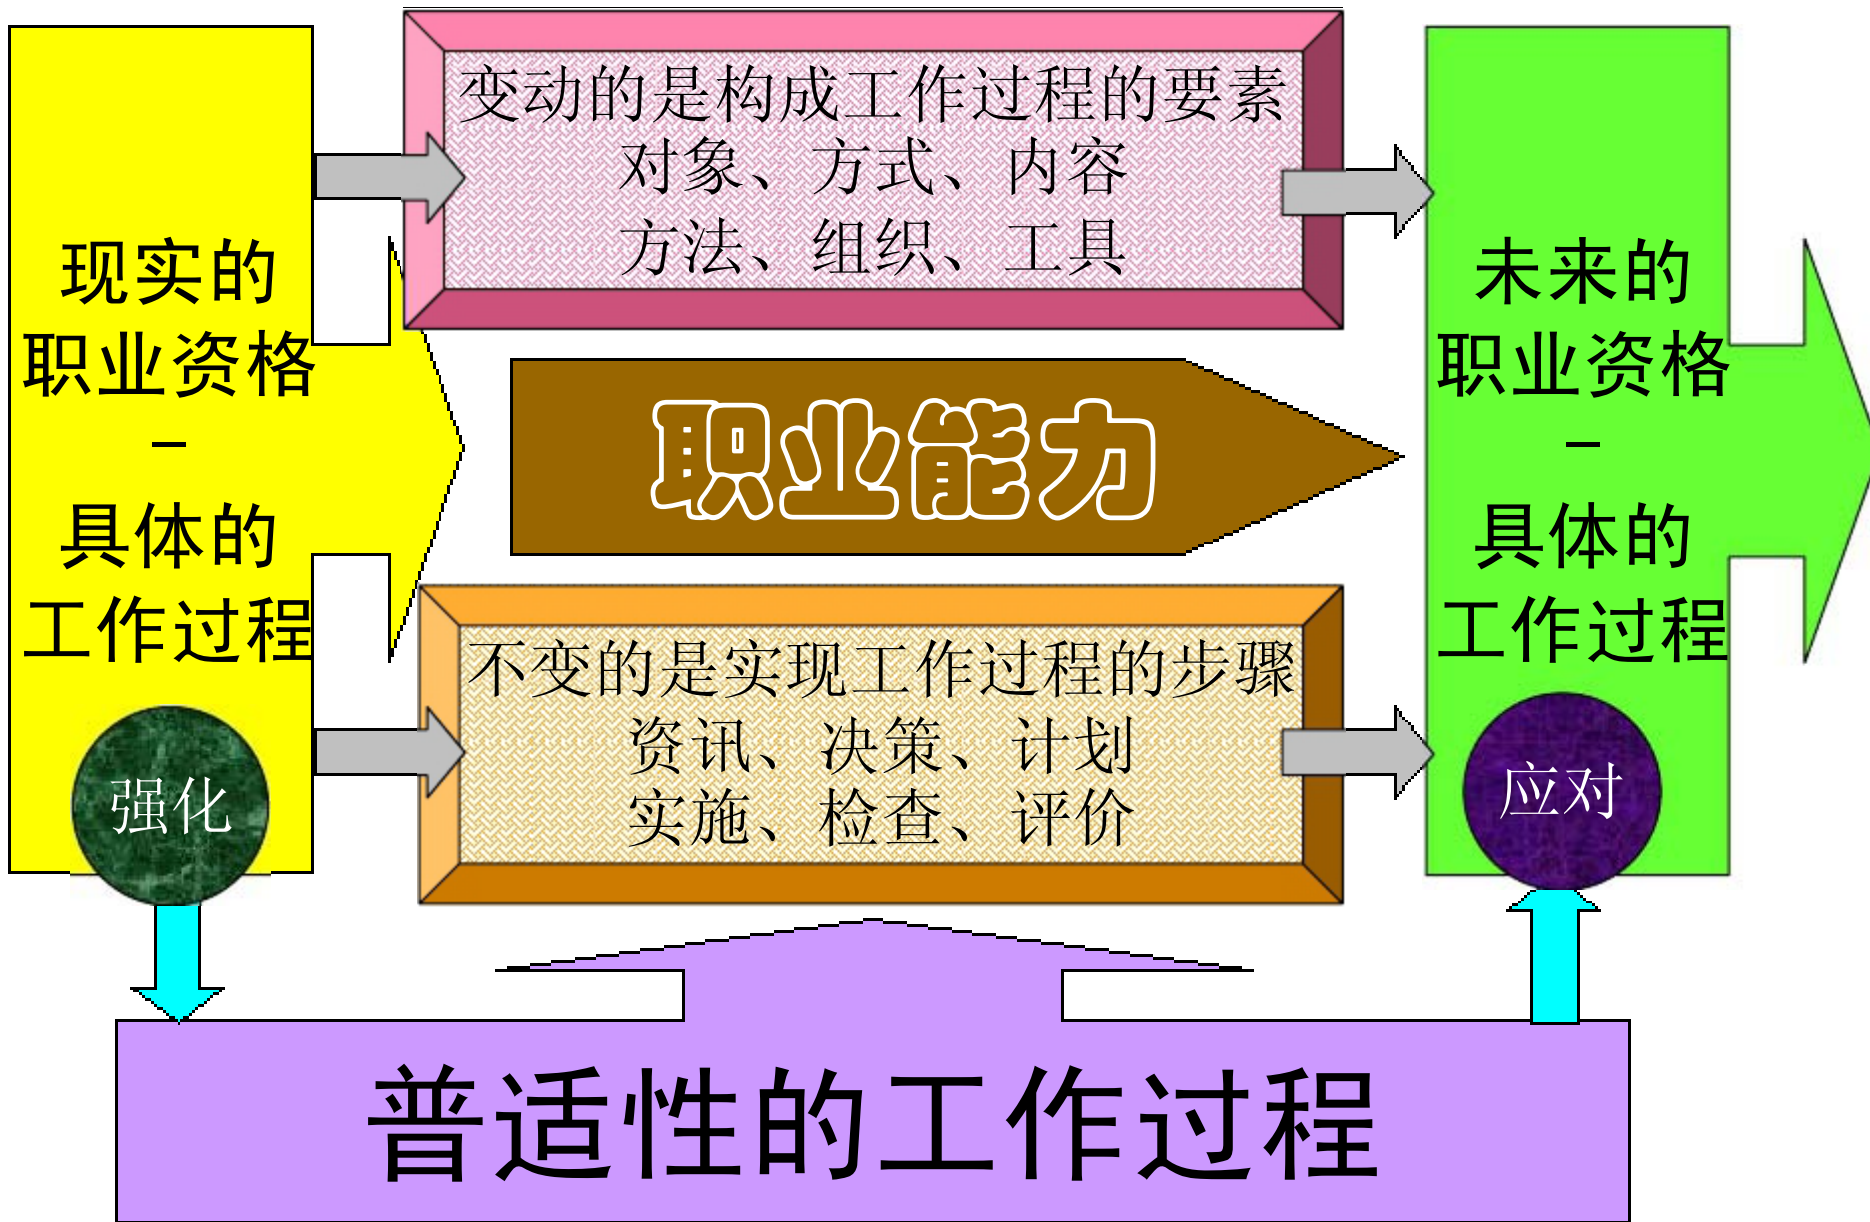 变动的是构成工作过程的要素
对象、方式、内容
方法、组织、工具
现实的
职业资格
–
具体的
工作过程
强化
职业能力
不变的是实现工作过程的步骤
资讯、决策、计划
实施、检查、评价
未来的
职业资格
–
具体的
工作过程
应对
普适性的工作过程